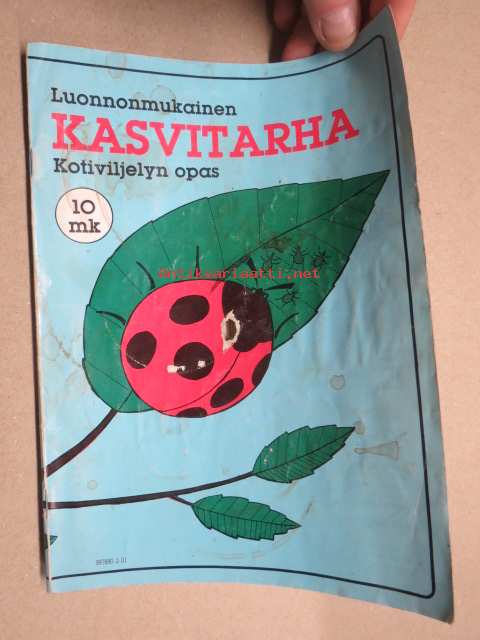 Luonnonmukainen
KASVITARHA
Kotiviljelyn opas
10
mk
Antikvariaatti.net